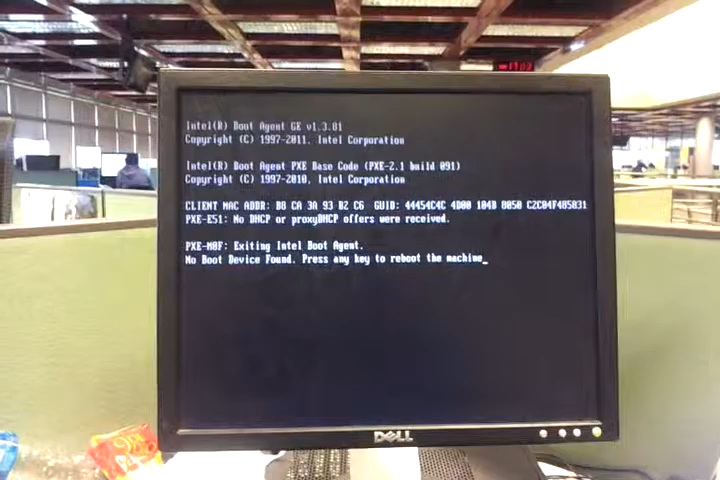 Intel(R) Boot Agent GE v1.3.81
Copyright (C) 1997-2011, Intel Corporation
Intel(R) Boot Agent PXE Base Code (PXE-2.1 build 091)
Copyright (C) 1997-2010, Intel Corporation
CLIENT MAC ADDR: B8 CA 3A 93 B2 C6 GUID: 44454C4C 4D00 104B 8050 C2C04F485831
PXE-E51: No DHCP or proxyDHCP offers were received.
PXE-M0F: Exiting Intel Boot Agent.
No Boot Device Found. Press any key to reboot the machine_
DELL